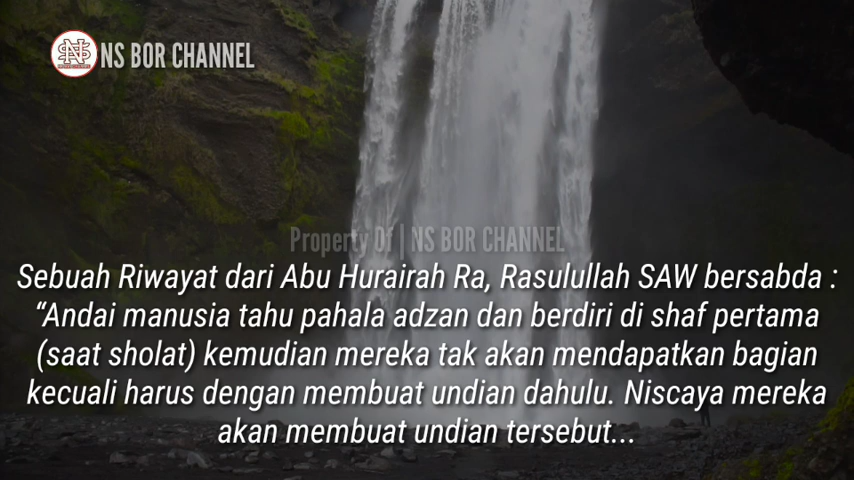 NS BOR CHANNEL
Property Of | NS BOR CHANNEL
Sebuah Riwayat dari Abu Hurairah Ra, Rasulullah SAW bersabda :
“Andai manusia tahu pahala adzan dan berdiri di shaf pertama
(saat sholat) kemudian mereka tak akan mendapatkan bagian
kecuali harus dengan membuat undian dahulu. Niscaya mereka
akan membuat undian tersebut...